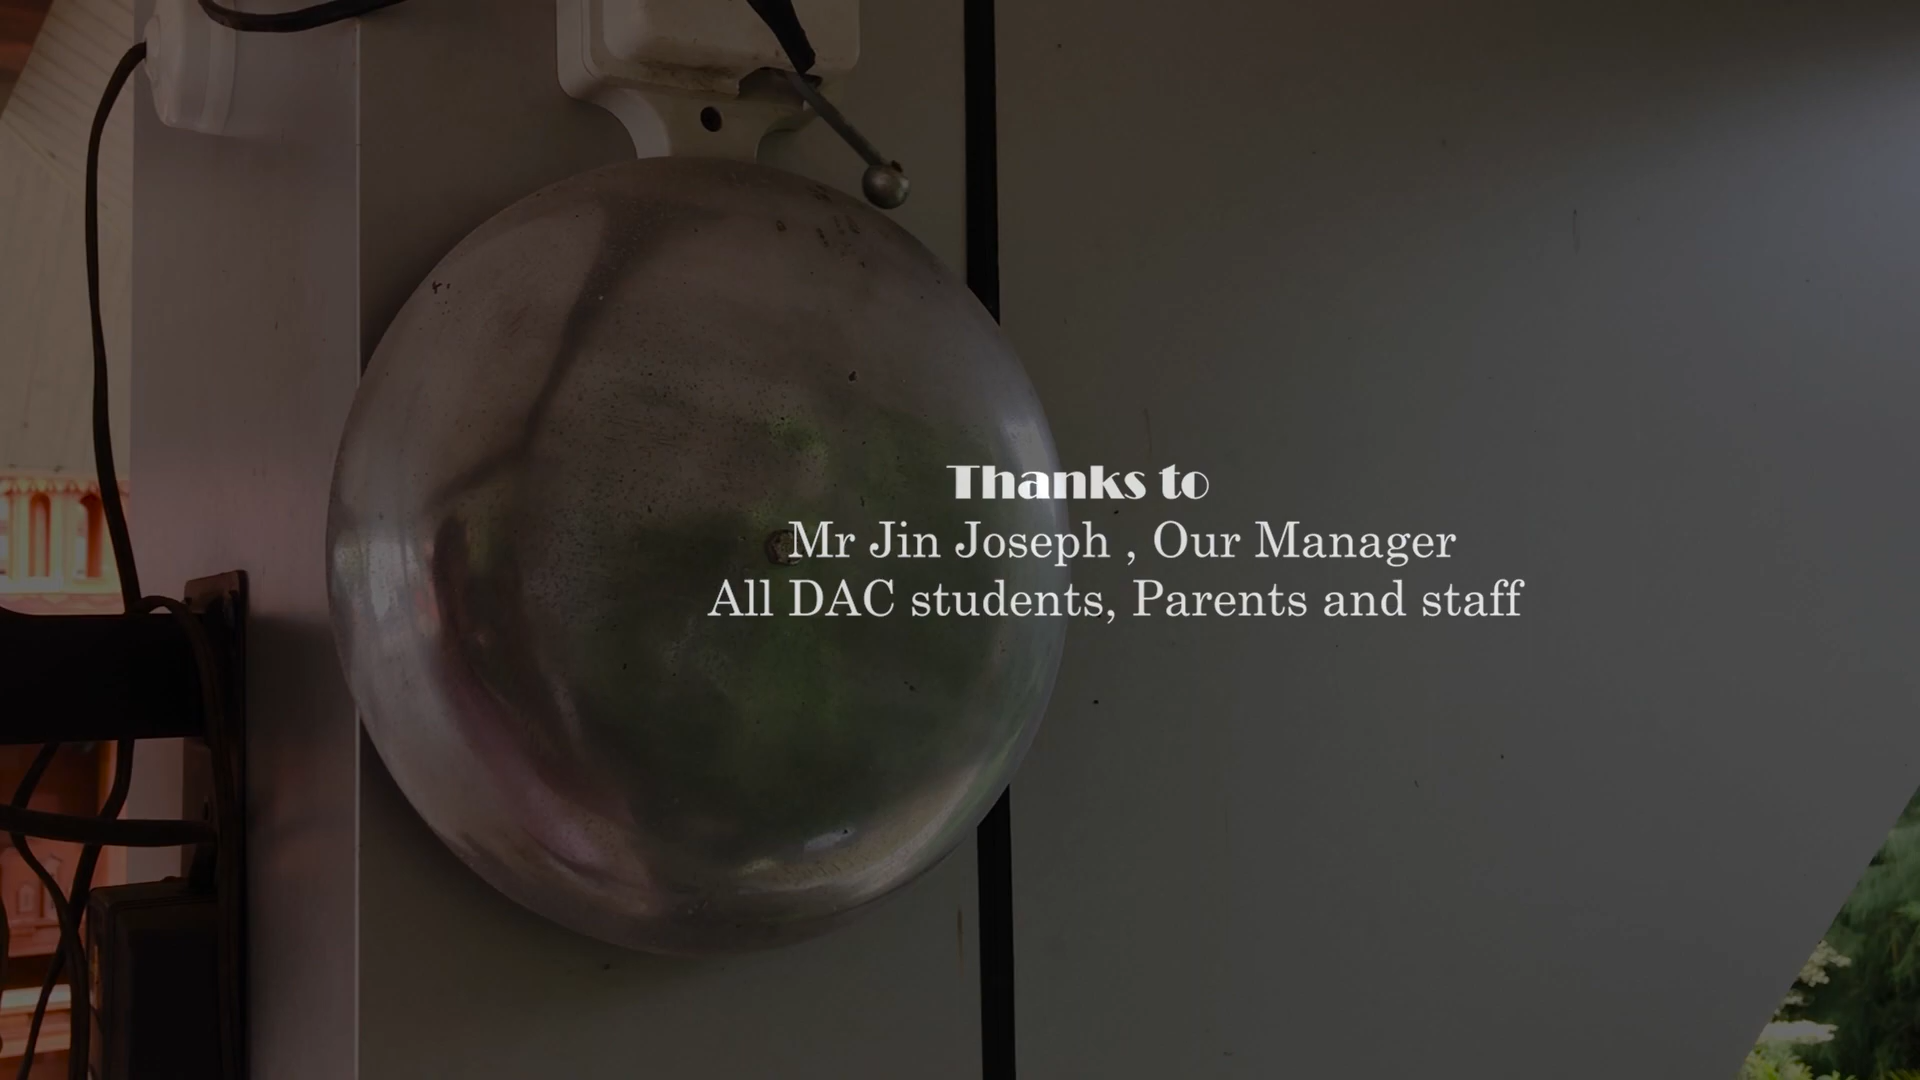 Thanks to
Mr Jin Joseph , Our Manager
All DAC students, Parents and staff